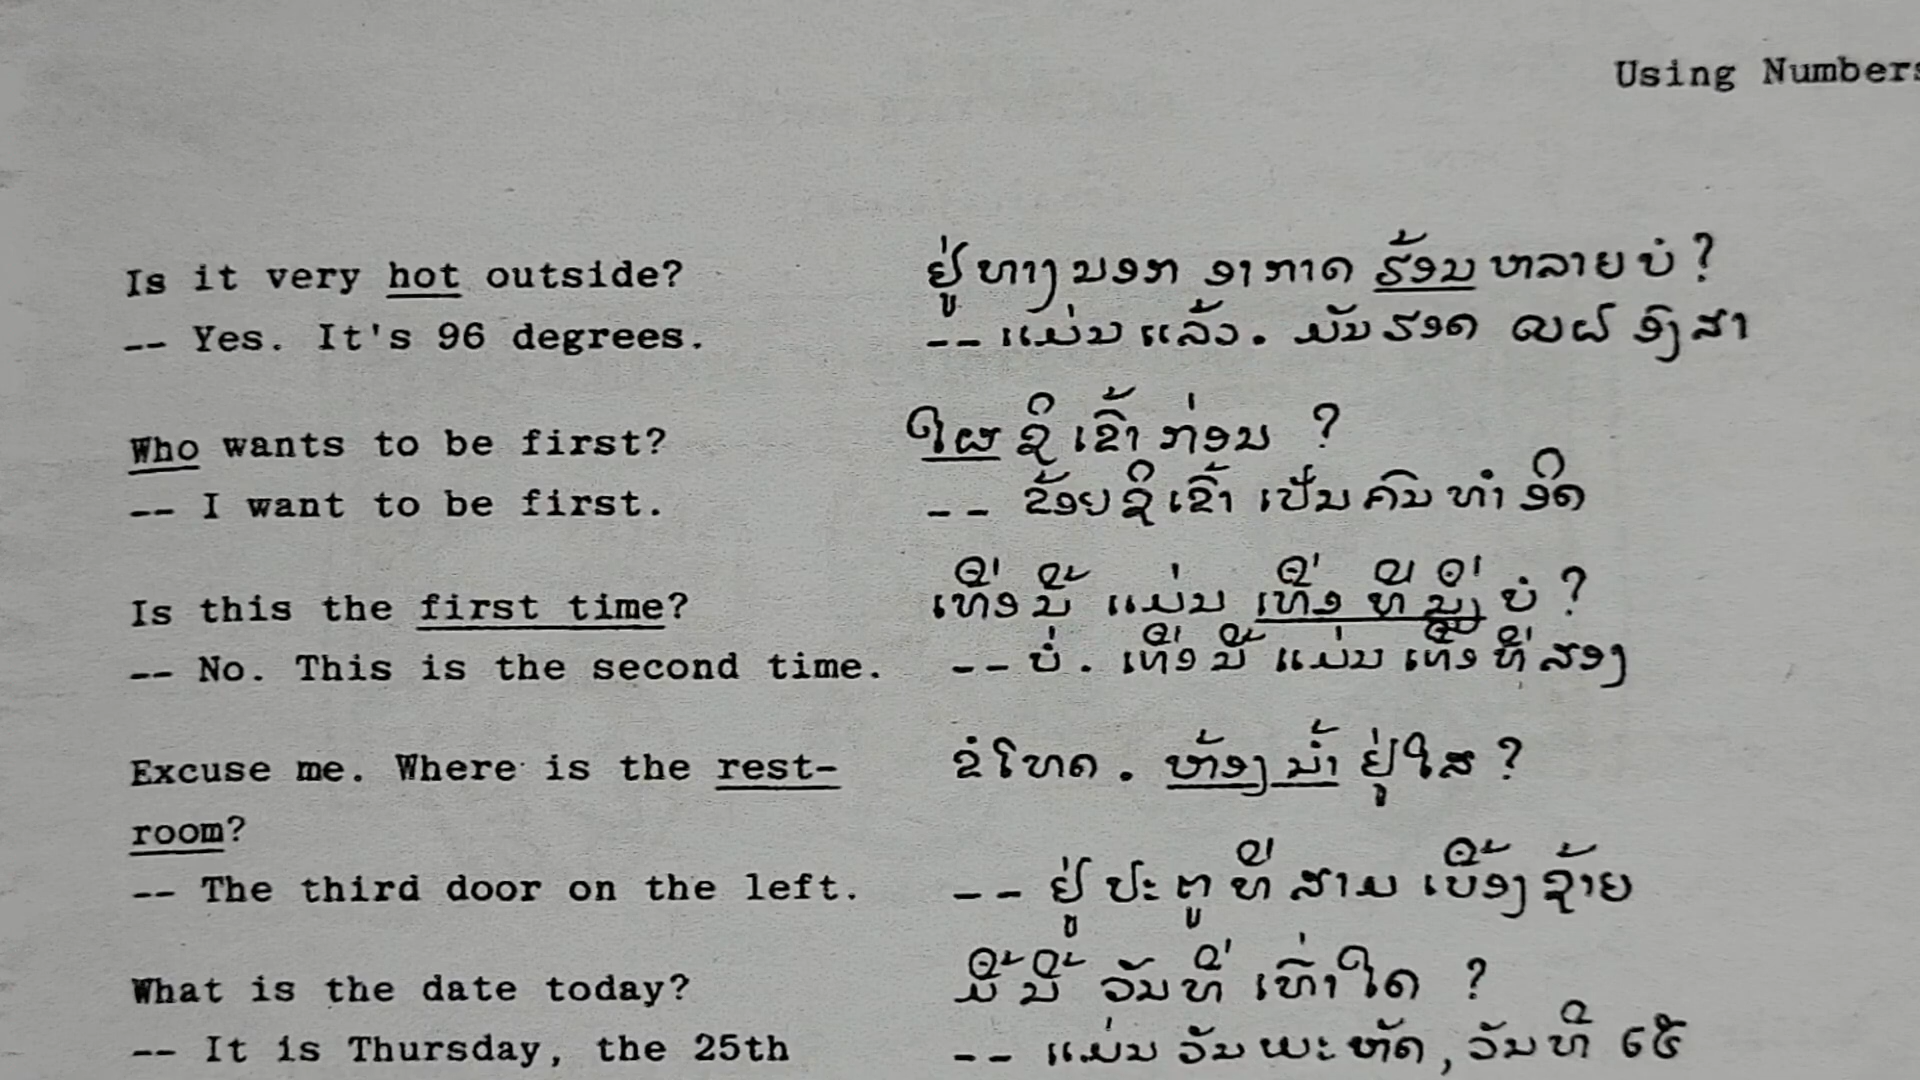 Using Numbers
Is it very hot outside? ຢູ່ທາງນອກ ອາກາດ ຮ້ອນຫລາຍບໍ?
-- Yes. It's 96 degrees. -- ແມ່ນແລ້ວ. ມັນຮອດ ໙໖ ອົງສາ
Who wants to be first? ໃຜຊິເຂົ້າກ່ອນ ?
-- I want to be first. -- ຂ້ອຍຊິເຂົ້າ ເປັນຄົນທຳອິດ
Is this the first time? ເທື່ອນີ້ ແມ່ນ ເທື່ອທີນຶ່ງບໍ?
-- No. This is the second time. -- ບໍ່. ເທື່ອນີ້ ແມ່ນ ເທື່ອທີ່ສອງ
Excuse me. Where is the rest- ຂໍໂທດ. ຫ້ອງນ້ຳຢູ່ໃສ?
room?
-- The third door on the left. -- ຢູ່ປະຕູທີສາມ ເບື້ອງຊ້າຍ
What is the date today? ມື້ນີ້ ວັນທີ່ ເທົ່າໃດ ?
-- It is Thursday, the 25th -- ແມ່ນ ວັນພະຫັດ, ວັນທີ ໒໕